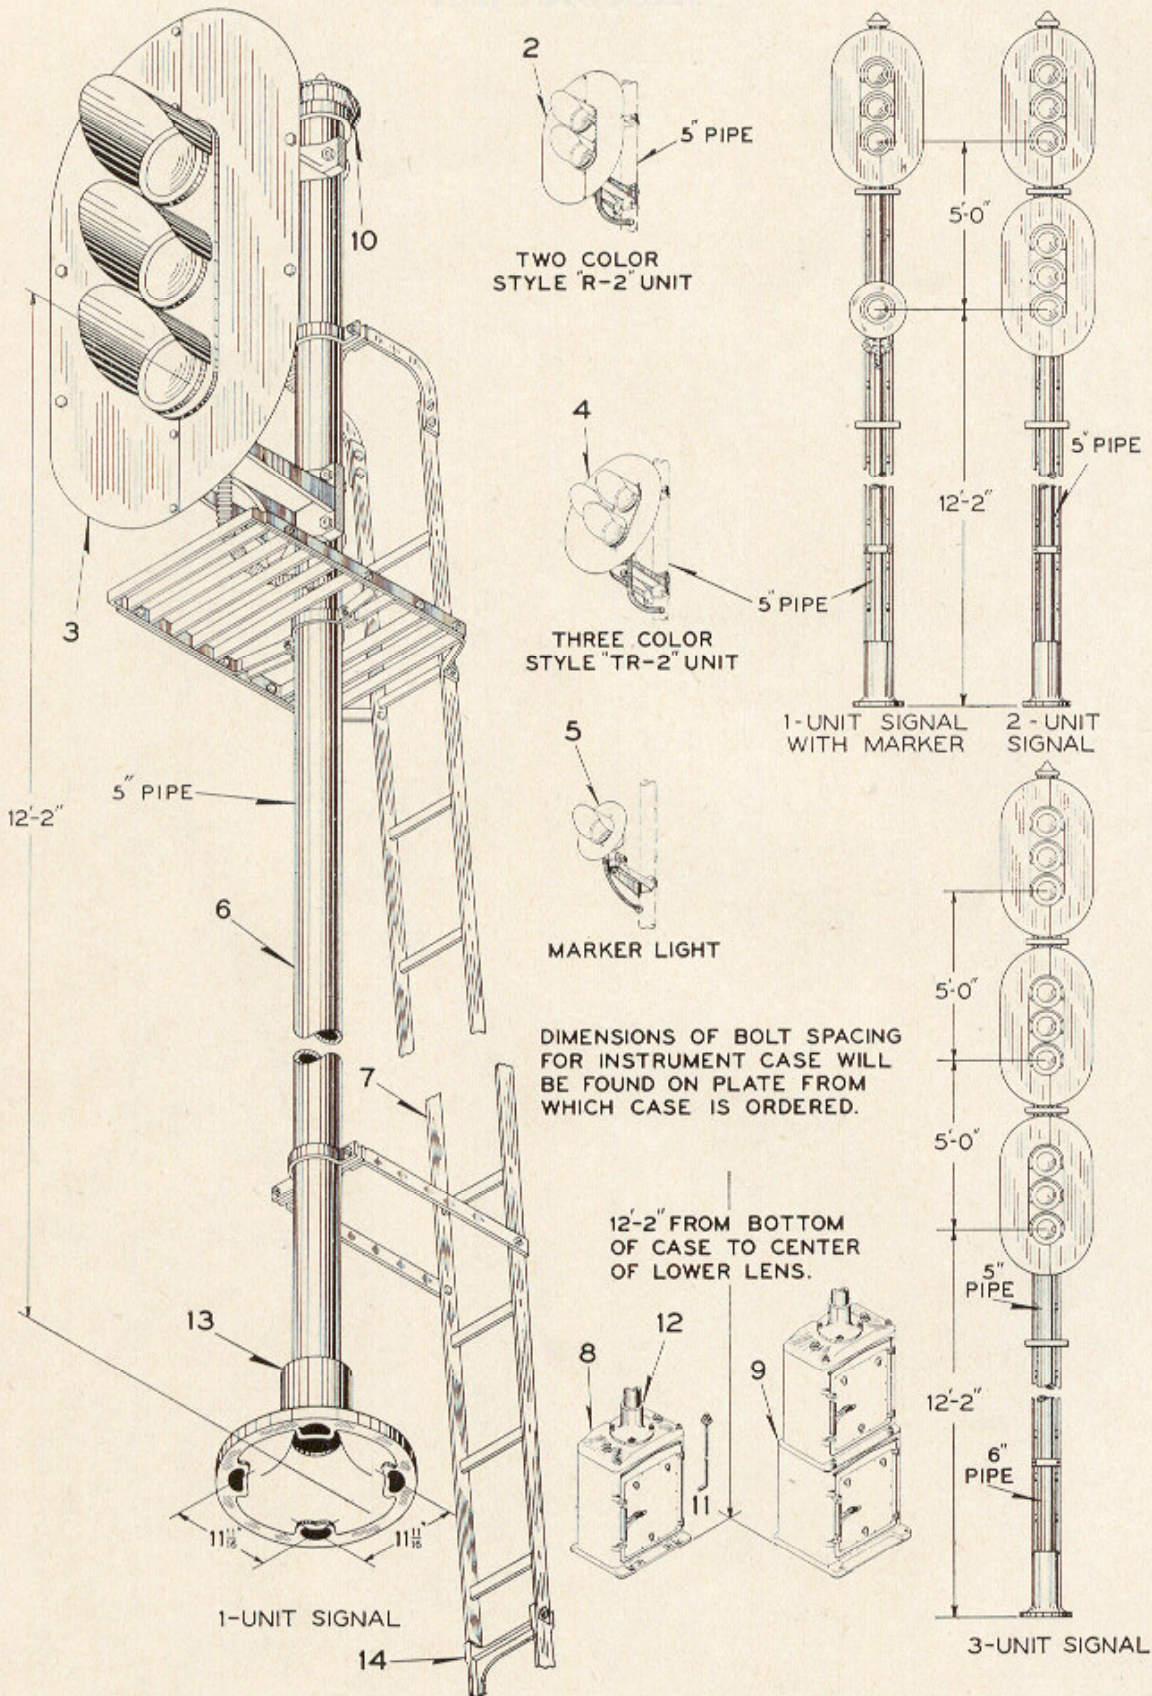 2
5" PIPE
TWO COLOR
STYLE "R-2" UNIT
10
5'-0"
4
5" PIPE
12'-2"
3
5" PIPE
THREE COLOR
STYLE "TR-2" UNIT
1-UNIT SIGNAL
WITH MARKER
2-UNIT
SIGNAL
5
5" PIPE
12'-2"
6
MARKER LIGHT
5'-0"
DIMENSIONS OF BOLT SPACING
FOR INSTRUMENT CASE WILL
BE FOUND ON PLATE FROM
WHICH CASE IS ORDERED.
7
5'-0"
12'-2" FROM BOTTOM
OF CASE TO CENTER
OF LOWER LENS.
5"
PIPE
13
8
12
9
12'-2"
6"
PIPE
11
11 11/16"
11 11/16"
1-UNIT SIGNAL
14
3-UNIT SIGNAL